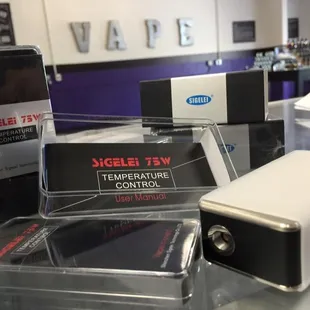 VAPE
SIGELEI 75W
TEMPERATURE CONTROL
SIGELEI
SIGELEI 75W
TEMPERATURE
CONTROL
User Manual
SIGELEI 75W